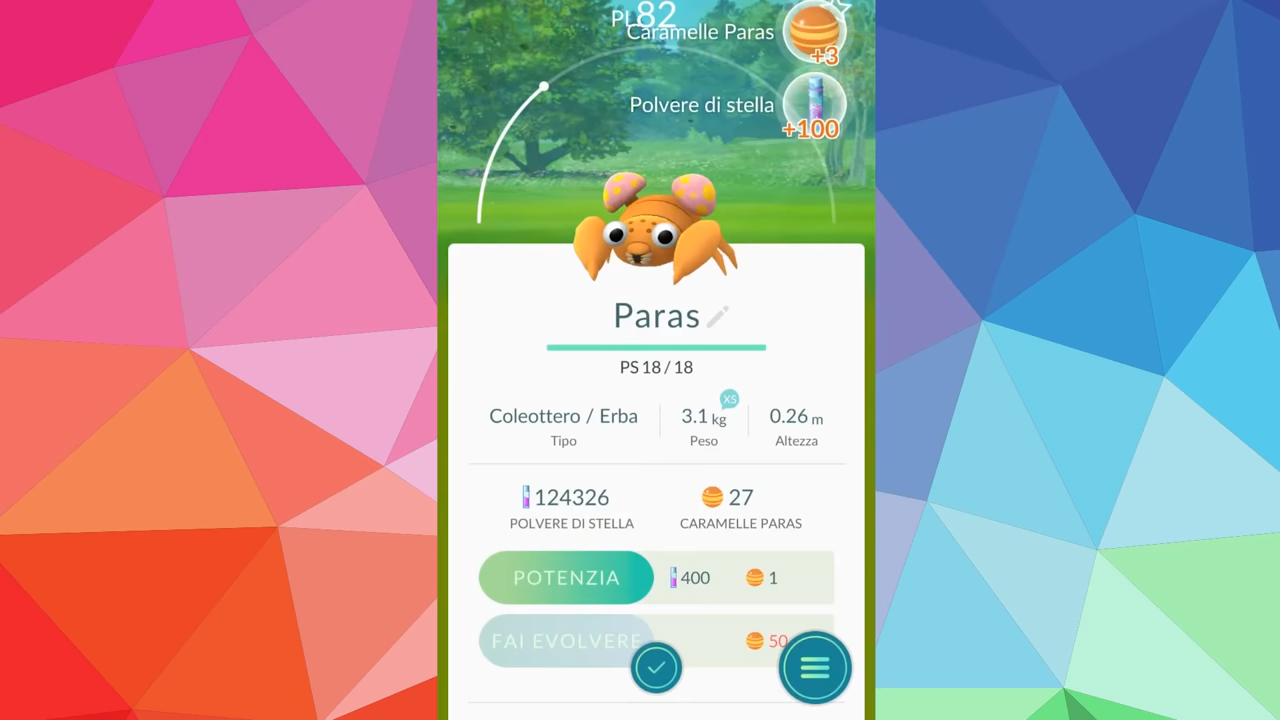 PL82
Caramelle Paras
+3
Polvere di stella
+100
Paras
PS 18 / 18
XS
Coleottero / Erba
3.1 kg
0.26 m
Tipo
Peso
Altezza
124326
27
POLVERE DI STELLA
CARAMELLE PARAS
POTENZIA
400
1
FAI EVOLVERE
50